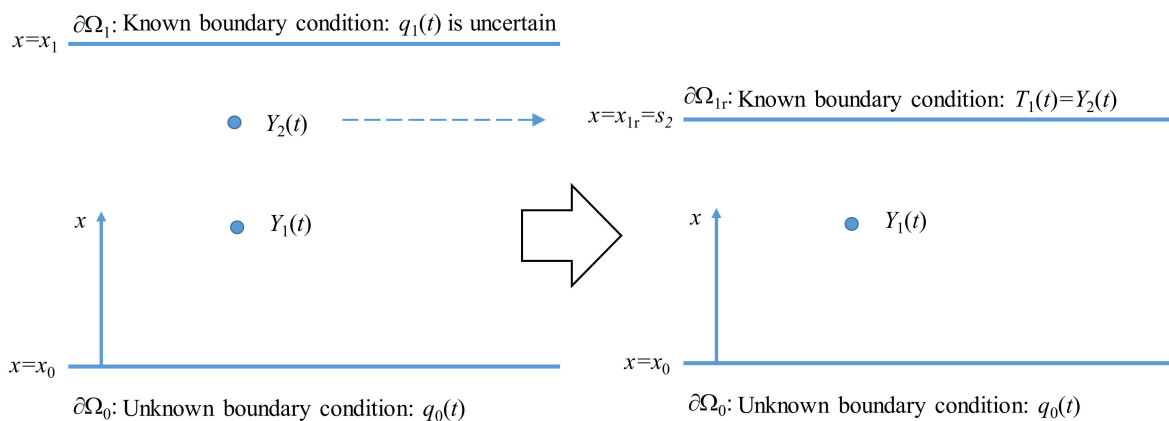 ∂Ω₁: Known boundary condition: q₁(t) is uncertain
x=x₁
Y₂(t)
x
Y₁(t)
x=x₀
∂Ω₀: Unknown boundary condition: q₀(t)
∂Ω₁ᵣ: Known boundary condition: T₁(t)=Y₂(t)
x=x₁ᵣ=s₂
x
Y₁(t)
x=x₀
∂Ω₀: Unknown boundary condition: q₀(t)